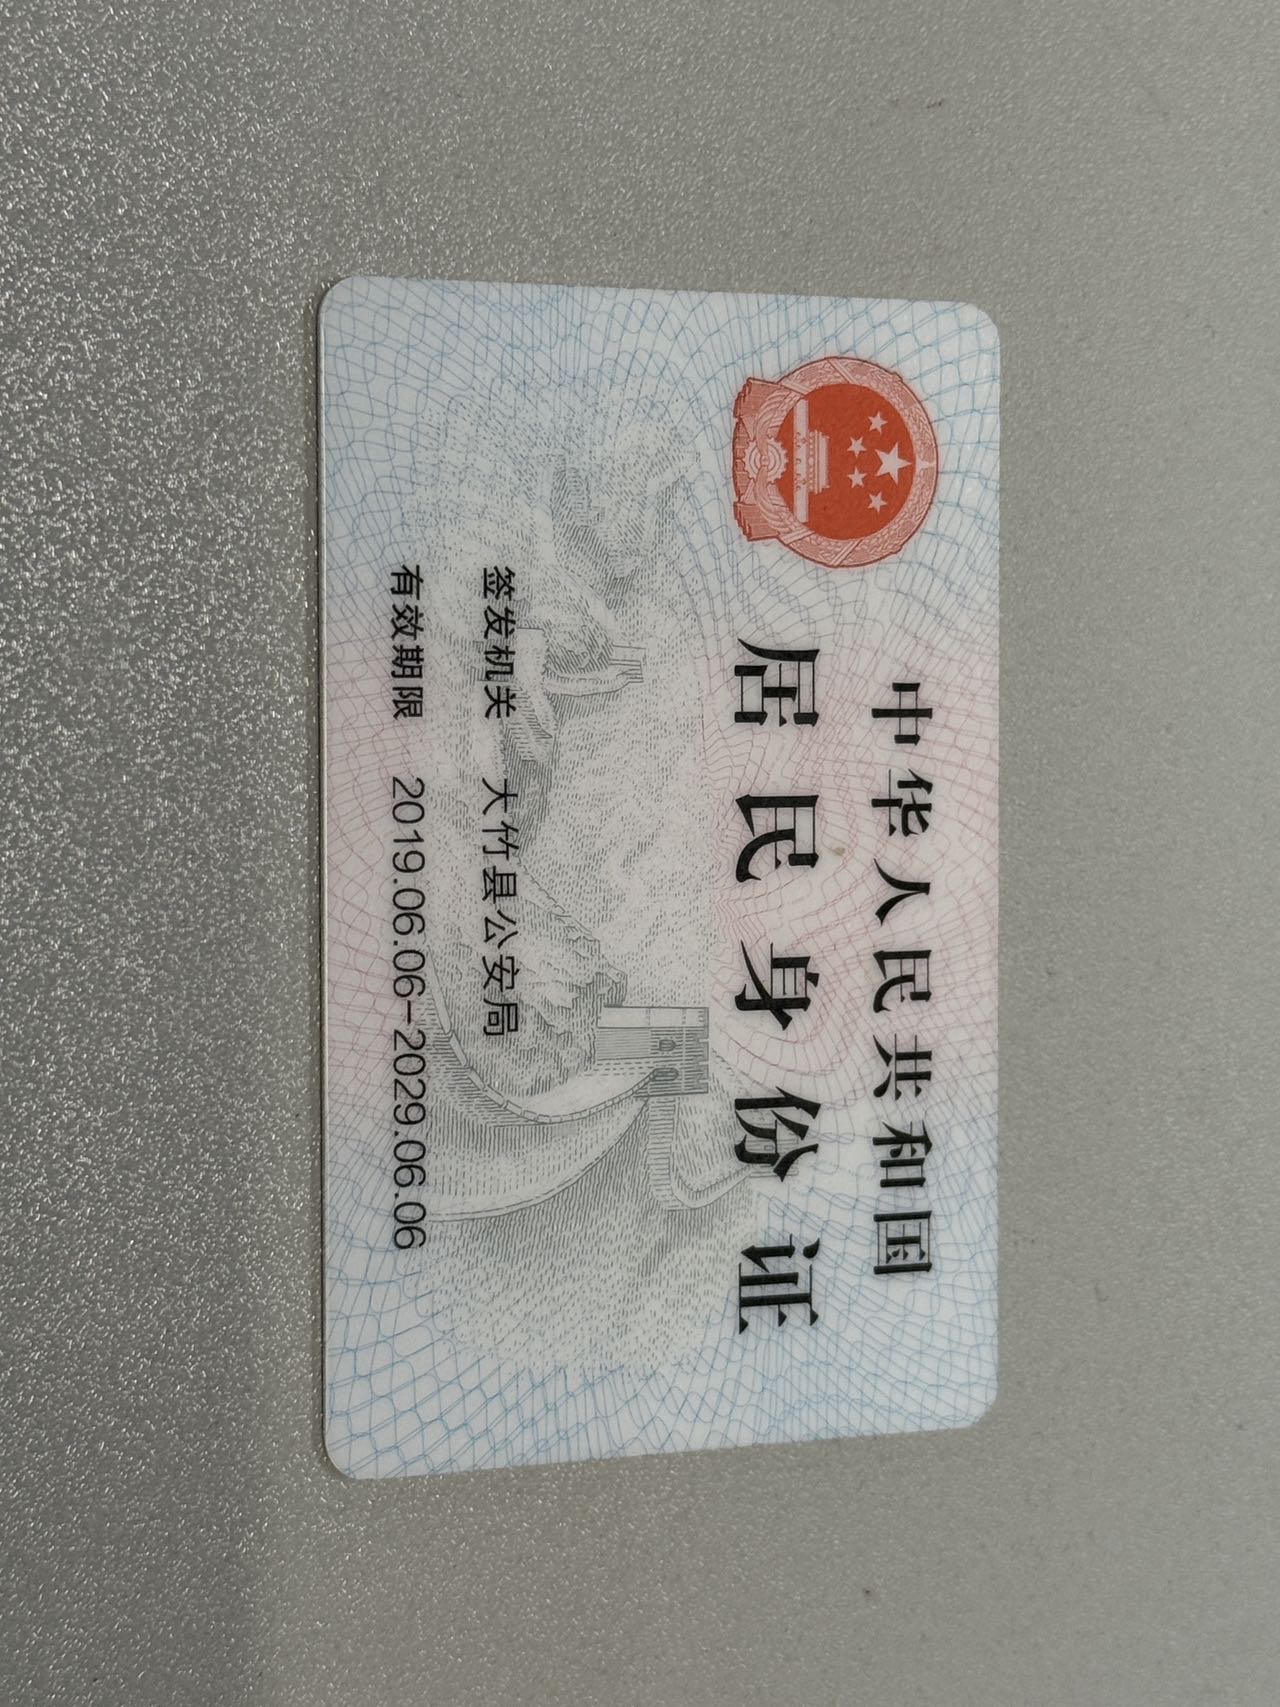 中华人民共和国
居民身份证
签发机关 大竹县公安局
有效期限 2019.06.06-2029.06.06